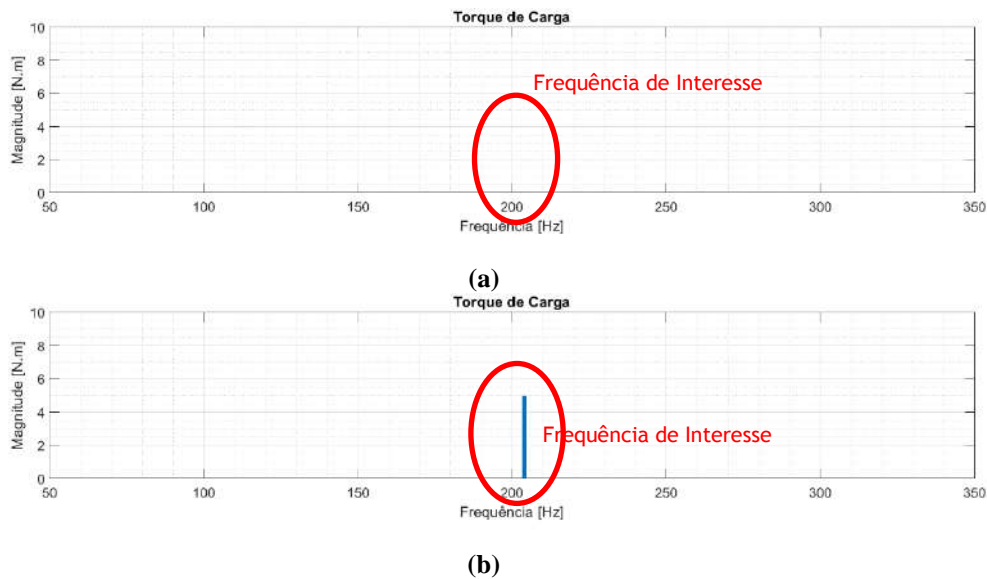 Torque de Carga
Magnitude [N.m]
10
8
6
4
2
0
Frequência de Interesse
50 100 150 200 250 300 350
Frequência [Hz]
(a)
Torque de Carga
Magnitude [N.m]
10
8
6
4
2
0
Frequência de Interesse
50 100 150 200 250 300 350
Frequência [Hz]
(b)